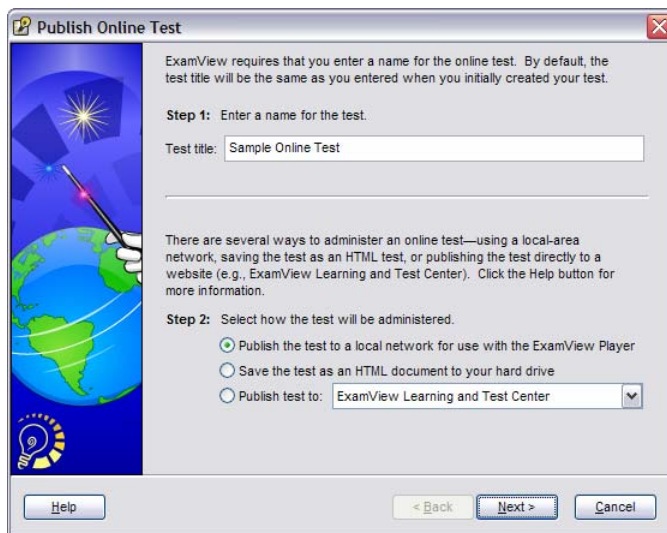 Publish Online Test
ExamView requires that you enter a name for the online test. By default, the
test title will be the same as you entered when you initially created your test.
Step 1: Enter a name for the test.
Test title: Sample Online Test
There are several ways to administer an online test—using a local-area
network, saving the test as an HTML test, or publishing the test directly to a
website (e.g., ExamView Learning and Test Center). Click the Help button for
more information.
Step 2: Select how the test will be administered.
Publish the test to a local network for use with the ExamView Player
Save the test as an HTML document to your hard drive
Publish test to: ExamView Learning and Test Center
Help < Back Next > Cancel